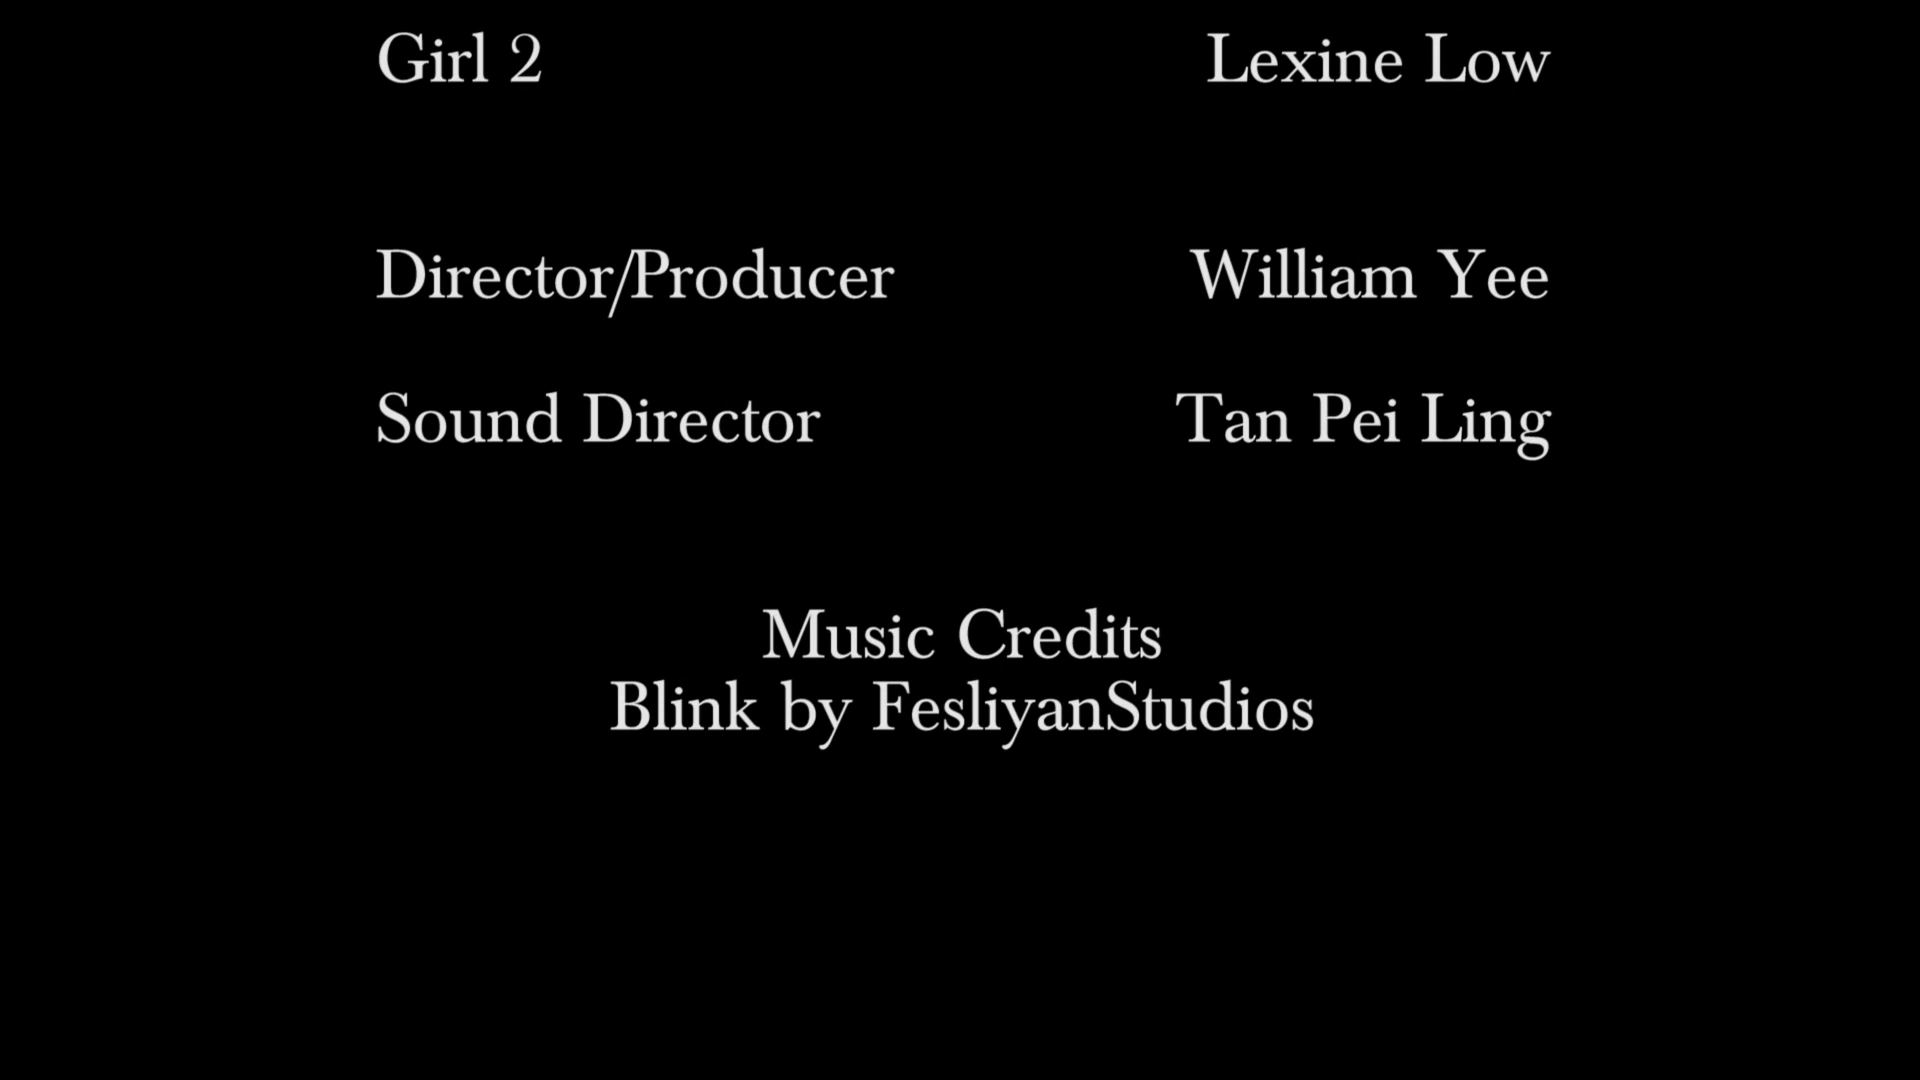 Girl 2 Lexine Low
Director/Producer William Yee
Sound Director Tan Pei Ling
Music Credits
Blink by FesliyanStudios